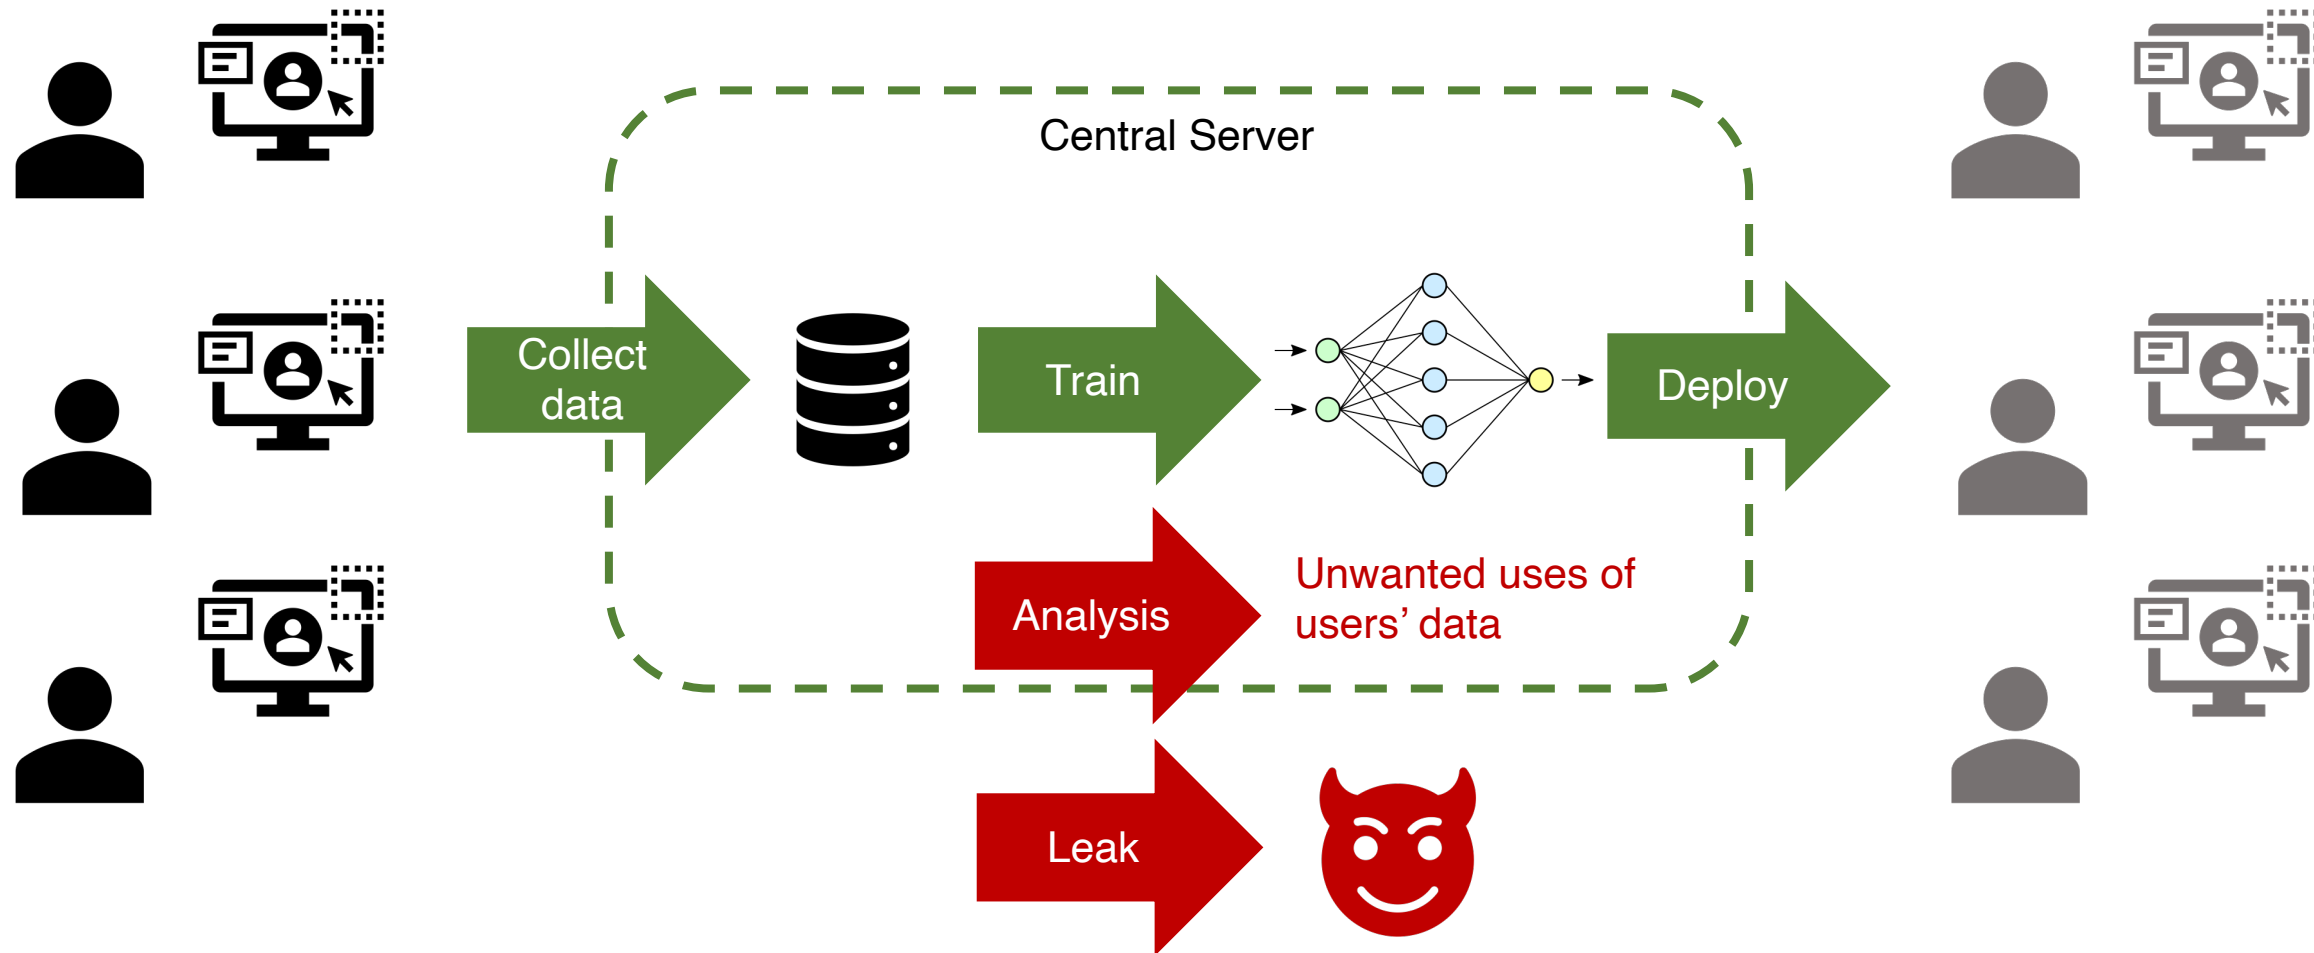 Central Server
Collect
data
Train
Deploy
Analysis
Unwanted uses of
users’ data
Leak